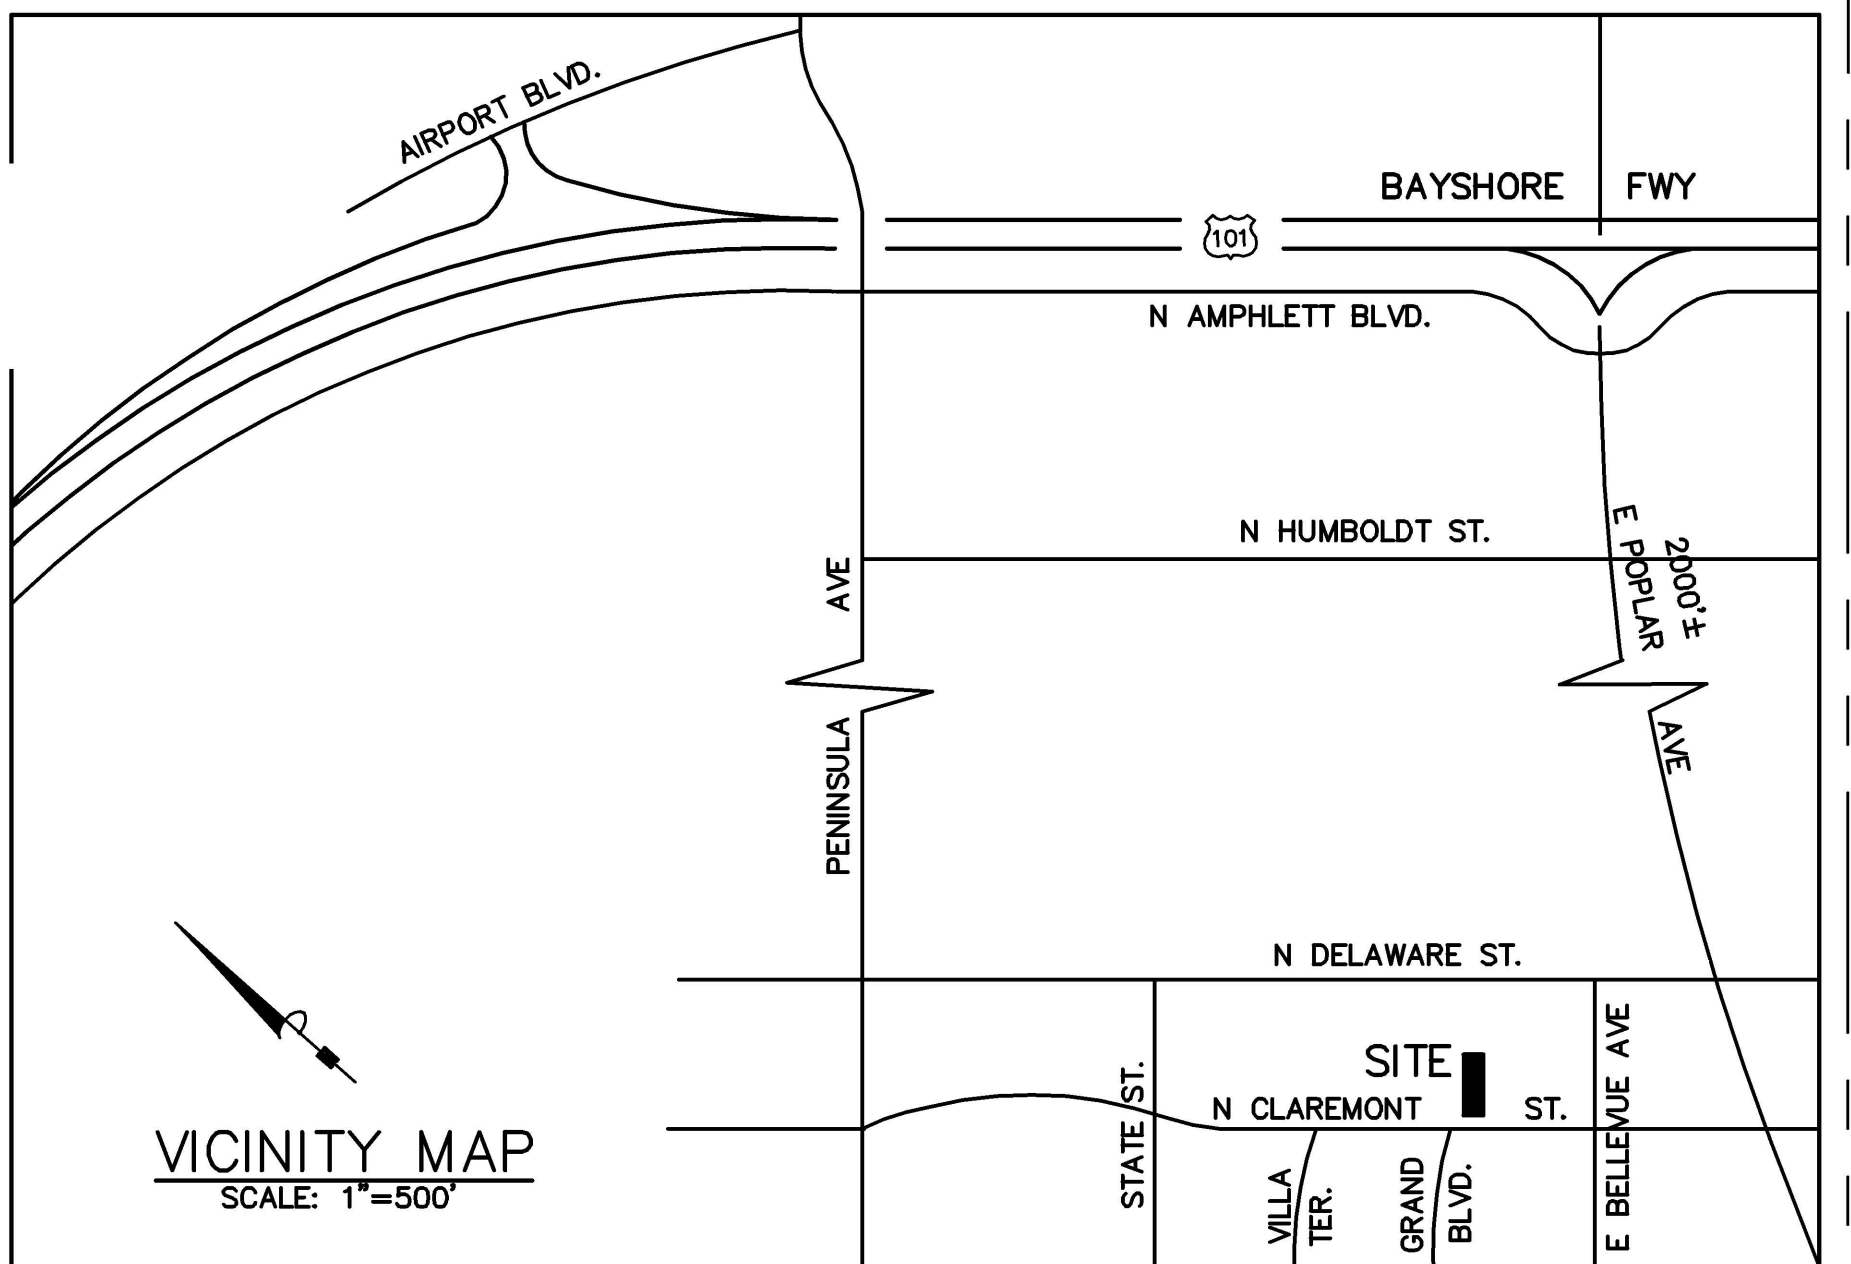 AIRPORT BLVD.
BAYSHORE FWY
101
N AMPHLETT BLVD.
N HUMBOLDT ST.
E POPLAR AVE
2000'±
PENINSULA AVE
N DELAWARE ST.
SITE
N CLAREMONT ST.
STATE ST.
VILLA
TER.
GRAND
BLVD.
E BELLEVUE AVE
VICINITY MAP
SCALE: 1"=500'